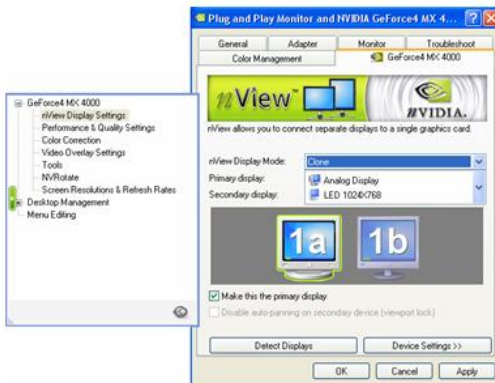 Plug and Play Monitor and NVIDIA GeForce4 MX 4...
General
Adapter
Monitor
Troubleshoot
Color Management
GeForce4 MX 4000
nView
nVIDIA.
nView allows you to connect separate displays to a single graphics card.
nView Display Mode:
Clone
Primary display:
Analog Display
Secondary display:
LED 1024X768
1a
1b
Make this the primary display
Disable auto-panning on secondary device (viewport lock)
Detect Displays
Device Settings >>
OK
Cancel
Apply
GeForce4 MX 4000
nView Display Settings
Performance & Quality Settings
Color Correction
Video Overlay Settings
Tools
NVRotate
Screen Resolutions & Refresh Rates
Desktop Management
Menu Editing